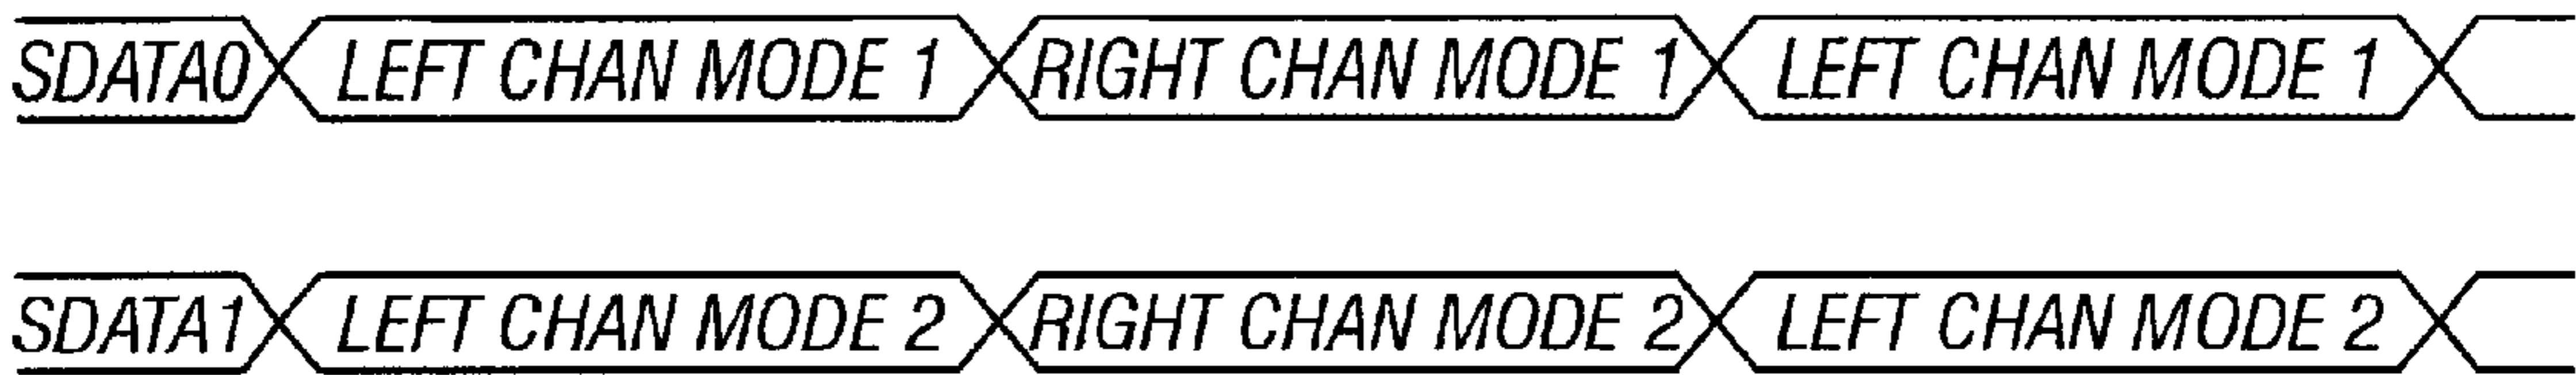 SDATA0 LEFT CHAN MODE 1 RIGHT CHAN MODE 1 LEFT CHAN MODE 1
SDATA1 LEFT CHAN MODE 2 RIGHT CHAN MODE 2 LEFT CHAN MODE 2